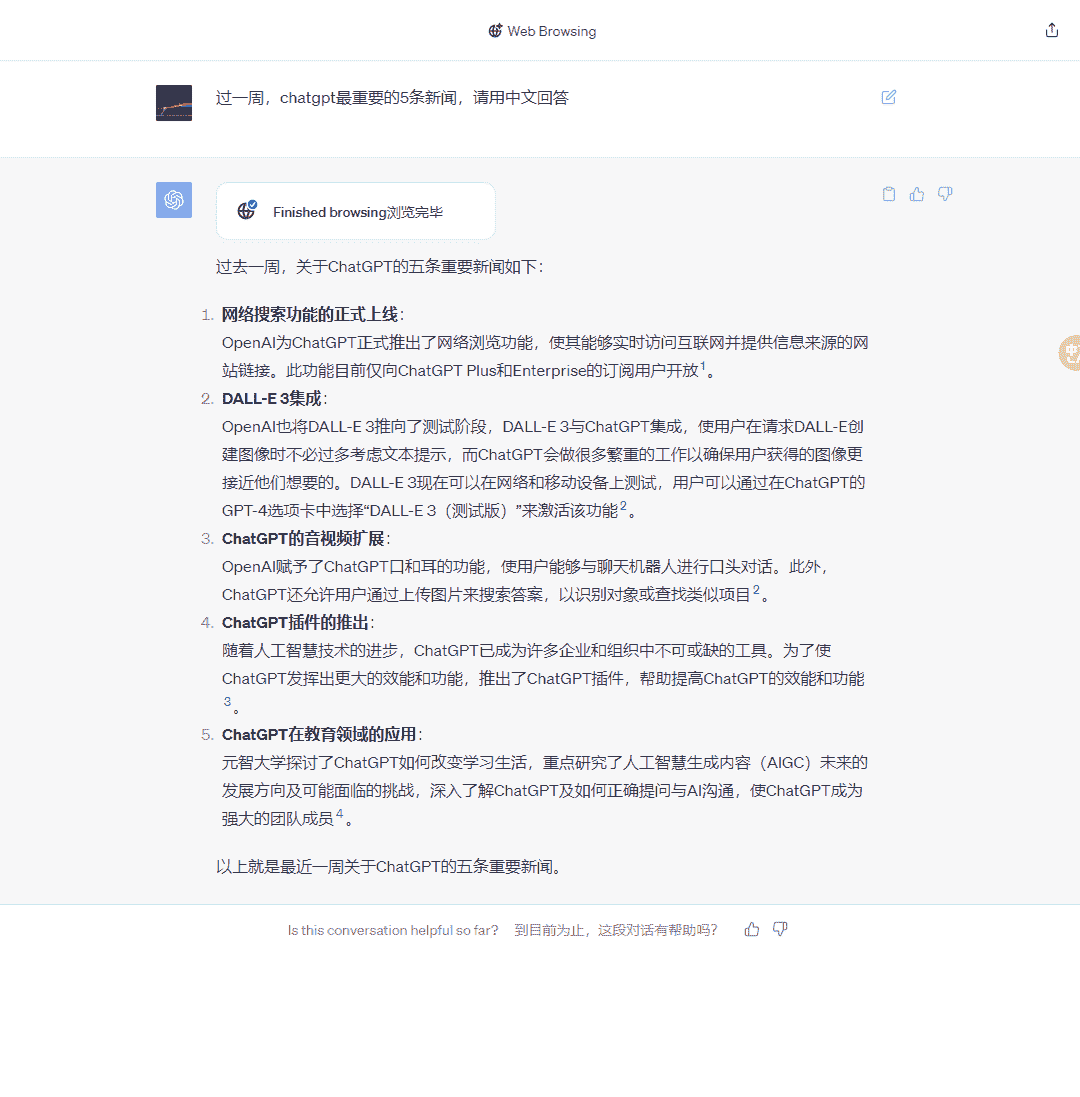 Web Browsing
过一周，chatgpt最重要的5条新闻，请用中文回答
Finished browsing浏览完毕
过去一周，关于ChatGPT的五条重要新闻如下：
1. 网络搜索功能的正式上线：
OpenAI为ChatGPT正式推出了网络浏览功能，使其能够实时访问互联网并提供信息来源的网
站链接。此功能目前仅向ChatGPT Plus和Enterprise的订阅用户开放1。
2. DALL-E 3集成：
OpenAI也将DALL-E 3推向了测试阶段，DALL-E 3与ChatGPT集成，使用户在请求DALL-E创
建图像时不必过多考虑文本提示，而ChatGPT会做很多繁重的工作以确保用户获得的图像更
接近他们想要的。DALL-E 3现在可以在网络和移动设备上测试，用户可以通过在ChatGPT的
GPT-4选项卡中选择“DALL-E 3（测试版）”来激活该功能2。
3. ChatGPT的音视频扩展：
OpenAI赋予了ChatGPT口和耳的功能，使用户能够与聊天机器人进行口头对话。此外，
ChatGPT还允许用户通过上传图片来搜索答案，以识别对象或查找类似项目2。
4. ChatGPT插件的推出：
随着人工智慧技术的进步，ChatGPT已成为许多企业和组织中不可或缺的工具。为了使
ChatGPT发挥出更大的效能和功能，推出了ChatGPT插件，帮助提高ChatGPT的效能和功能
3。
5. ChatGPT在教育领域的应用：
元智大学探讨了ChatGPT如何改变学习生活，重点研究了人工智慧生成内容（AIGC）未来的
发展方向及可能面临的挑战，深入了解ChatGPT及如何正确提问与AI沟通，使ChatGPT成为
强大的团队成员4。
以上就是最近一周关于ChatGPT的五条重要新闻。
Is this conversation helpful so far? 到目前为止，这段对话有帮助吗？